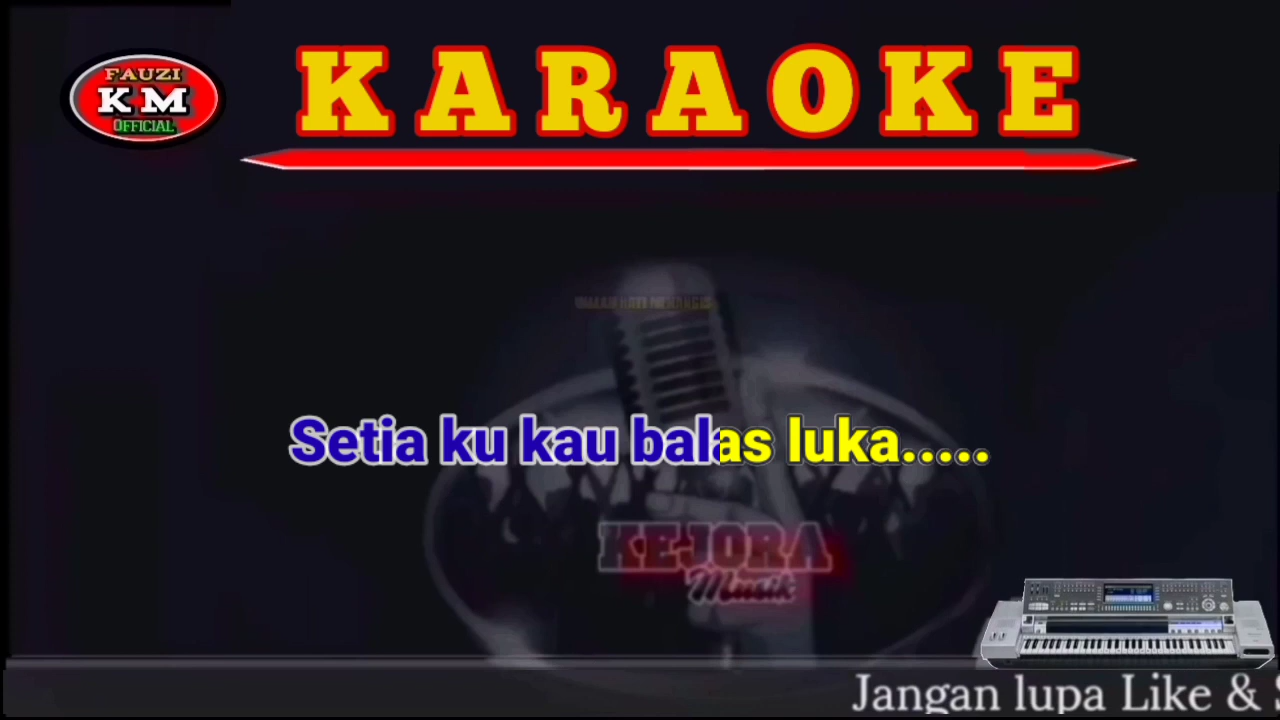 FAUZI
KM
OFFICIAL
KARAOKE
Setia ku kau balas luka.....
KEJORA
Musik
Jangan lupa Like &